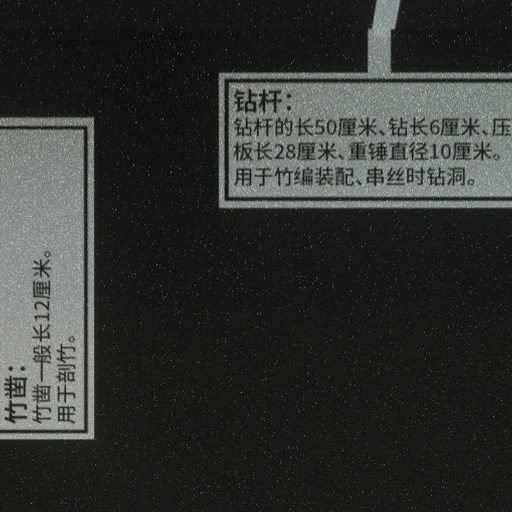 钻杆：
钻杆的长50厘米、钻长6厘米、压
板长28厘米、重锤直径10厘米。
用于竹编装配、串丝时钻洞。
竹凿：
竹凿一般长12厘米。
用于剖竹。